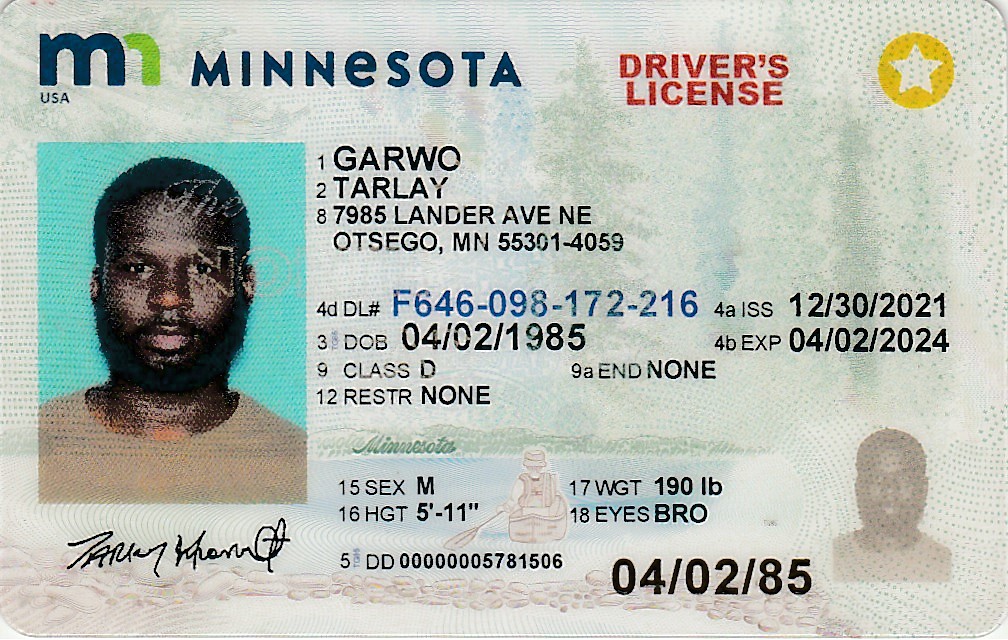 mn
USA
MINNESOTA
DRIVER'S
LICENSE
1 GARWO
2 TARLAY
8 7985 LANDER AVE NE
OTSEGO, MN 55301-4059
4d DL# F646-098-172-216 4a ISS 12/30/2021
3 DOB 04/02/1985 4b EXP 04/02/2024
9 CLASS D 9a END NONE
12 RESTR NONE
Minnesota
15 SEX M 17 WGT 190 lb
16 HGT 5'-11" 18 EYES BRO
5 DD 00000005781506
04/02/85